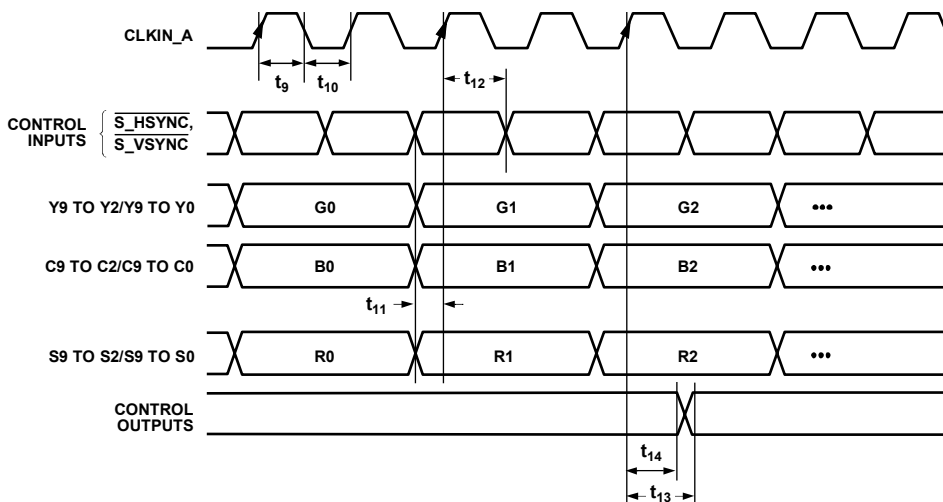 CLKIN_A
t9
t10
t12
CONTROL
INPUTS
S_HSYNC,
S_VSYNC
Y9 TO Y2/Y9 TO Y0
G0
G1
G2
•••
C9 TO C2/C9 TO C0
B0
B1
B2
•••
t11
S9 TO S2/S9 TO S0
R0
R1
R2
•••
CONTROL
OUTPUTS
t14
t13